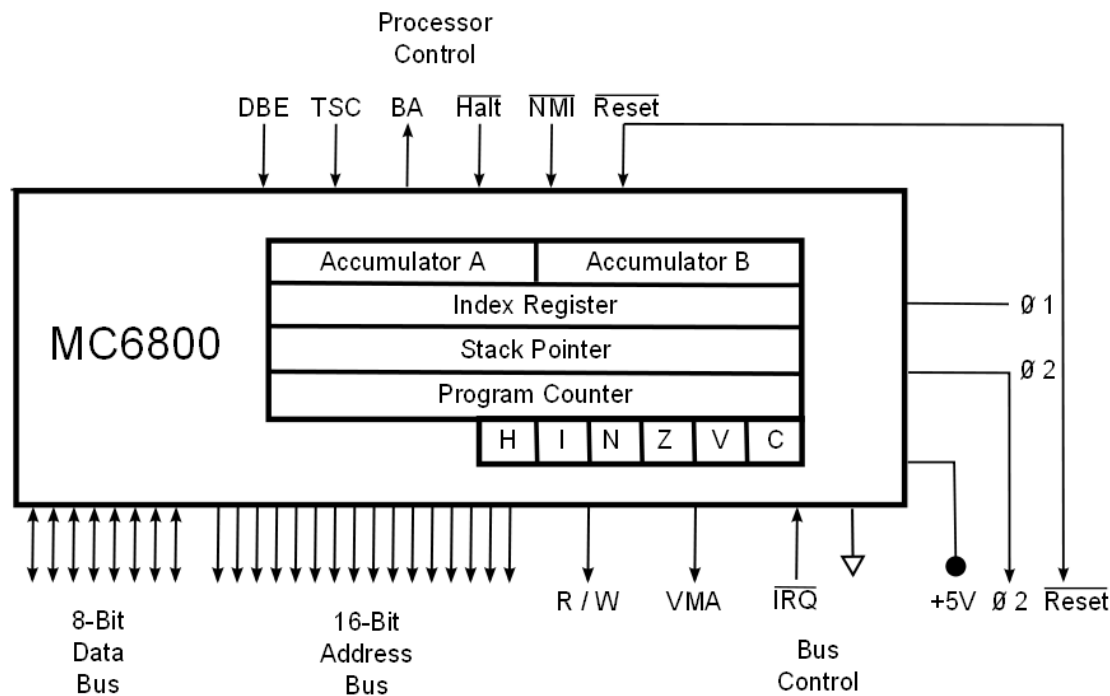 Processor
Control
DBE TSC BA Halt NMI Reset
Accumulator A Accumulator B
Index Register
Ø 1
MC6800
Stack Pointer
Ø 2
Program Counter
H I N Z V C
R / W VMA IRQ +5V Ø 2 Reset
8-Bit
Data
Bus
16-Bit
Address
Bus
Bus
Control